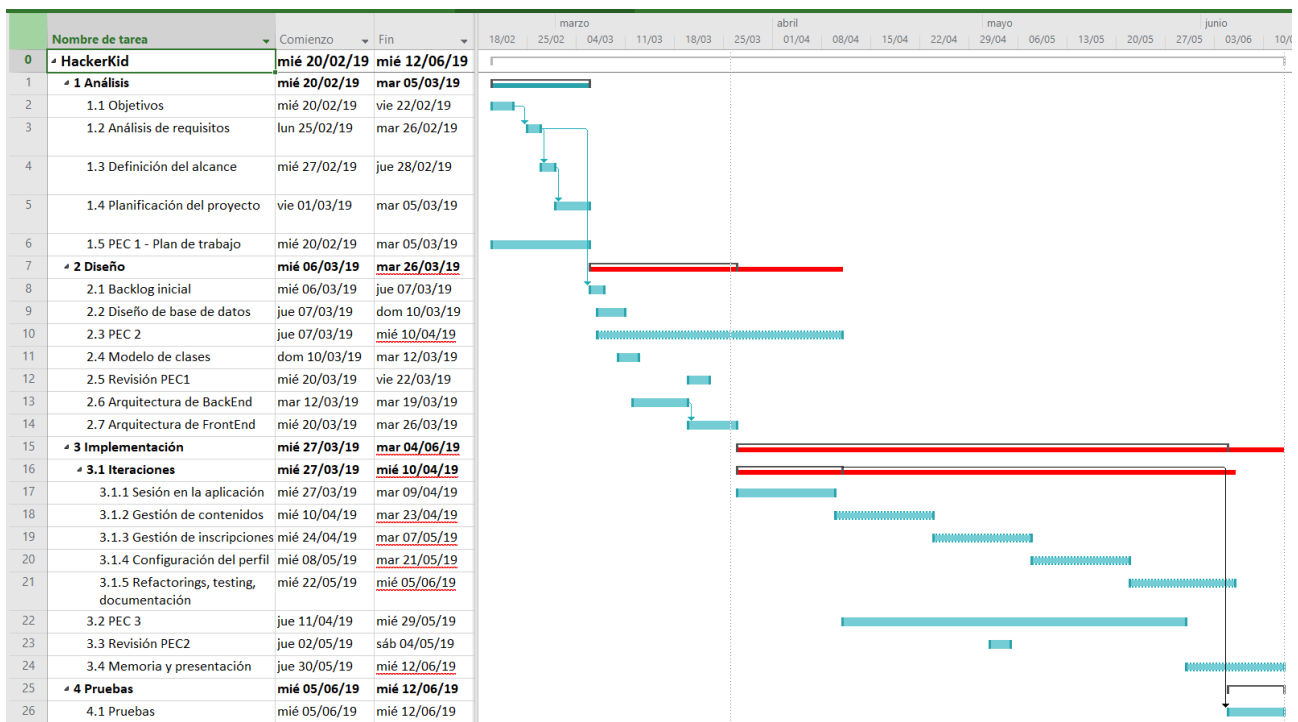 marzo abril mayo junio
Nombre de tarea Comienzo Fin 18/02 25/02 04/03 11/03 18/03 25/03 01/04 08/04 15/04 22/04 29/04 06/05 13/05 20/05 27/05 03/06
0 HackerKid mié 20/02/19 mié 12/06/19
1 1 Análisis mié 20/02/19 mar 05/03/19
2 1.1 Objetivos mié 20/02/19 vie 22/02/19
3 1.2 Análisis de requisitos lun 25/02/19 mar 26/02/19
4 1.3 Definición del alcance mié 27/02/19 jue 28/02/19
5 1.4 Planificación del proyecto vie 01/03/19 mar 05/03/19
6 1.5 PEC 1 - Plan de trabajo mié 20/02/19 mar 05/03/19
7 2 Diseño mié 06/03/19 mar 26/03/19
8 2.1 Backlog inicial mié 06/03/19 jue 07/03/19
9 2.2 Diseño de base de datos jue 07/03/19 dom 10/03/19
10 2.3 PEC 2 jue 07/03/19 mié 10/04/19
11 2.4 Modelo de clases dom 10/03/19 mar 12/03/19
12 2.5 Revisión PEC1 mié 20/03/19 vie 22/03/19
13 2.6 Arquitectura de BackEnd mar 12/03/19 mar 19/03/19
14 2.7 Arquitectura de FrontEnd mié 20/03/19 mar 26/03/19
15 3 Implementación mié 27/03/19 mar 04/06/19
16 3.1 Iteraciones mié 27/03/19 mié 10/04/19
17 3.1.1 Sesión en la aplicación mié 27/03/19 mar 09/04/19
18 3.1.2 Gestión de contenidos mié 10/04/19 mar 23/04/19
19 3.1.3 Gestión de inscripciones mié 24/04/19 mar 07/05/19
20 3.1.4 Configuración del perfil mié 08/05/19 mar 21/05/19
21 3.1.5 Refactorings, testing, mié 22/05/19 mié 05/06/19
documentación
22 3.2 PEC 3 jue 11/04/19 mié 29/05/19
23 3.3 Revisión PEC2 jue 02/05/19 sáb 04/05/19
24 3.4 Memoria y presentación jue 30/05/19 mié 12/06/19
25 4 Pruebas mié 05/06/19 mié 12/06/19
26 4.1 Pruebas mié 05/06/19 mié 12/06/19